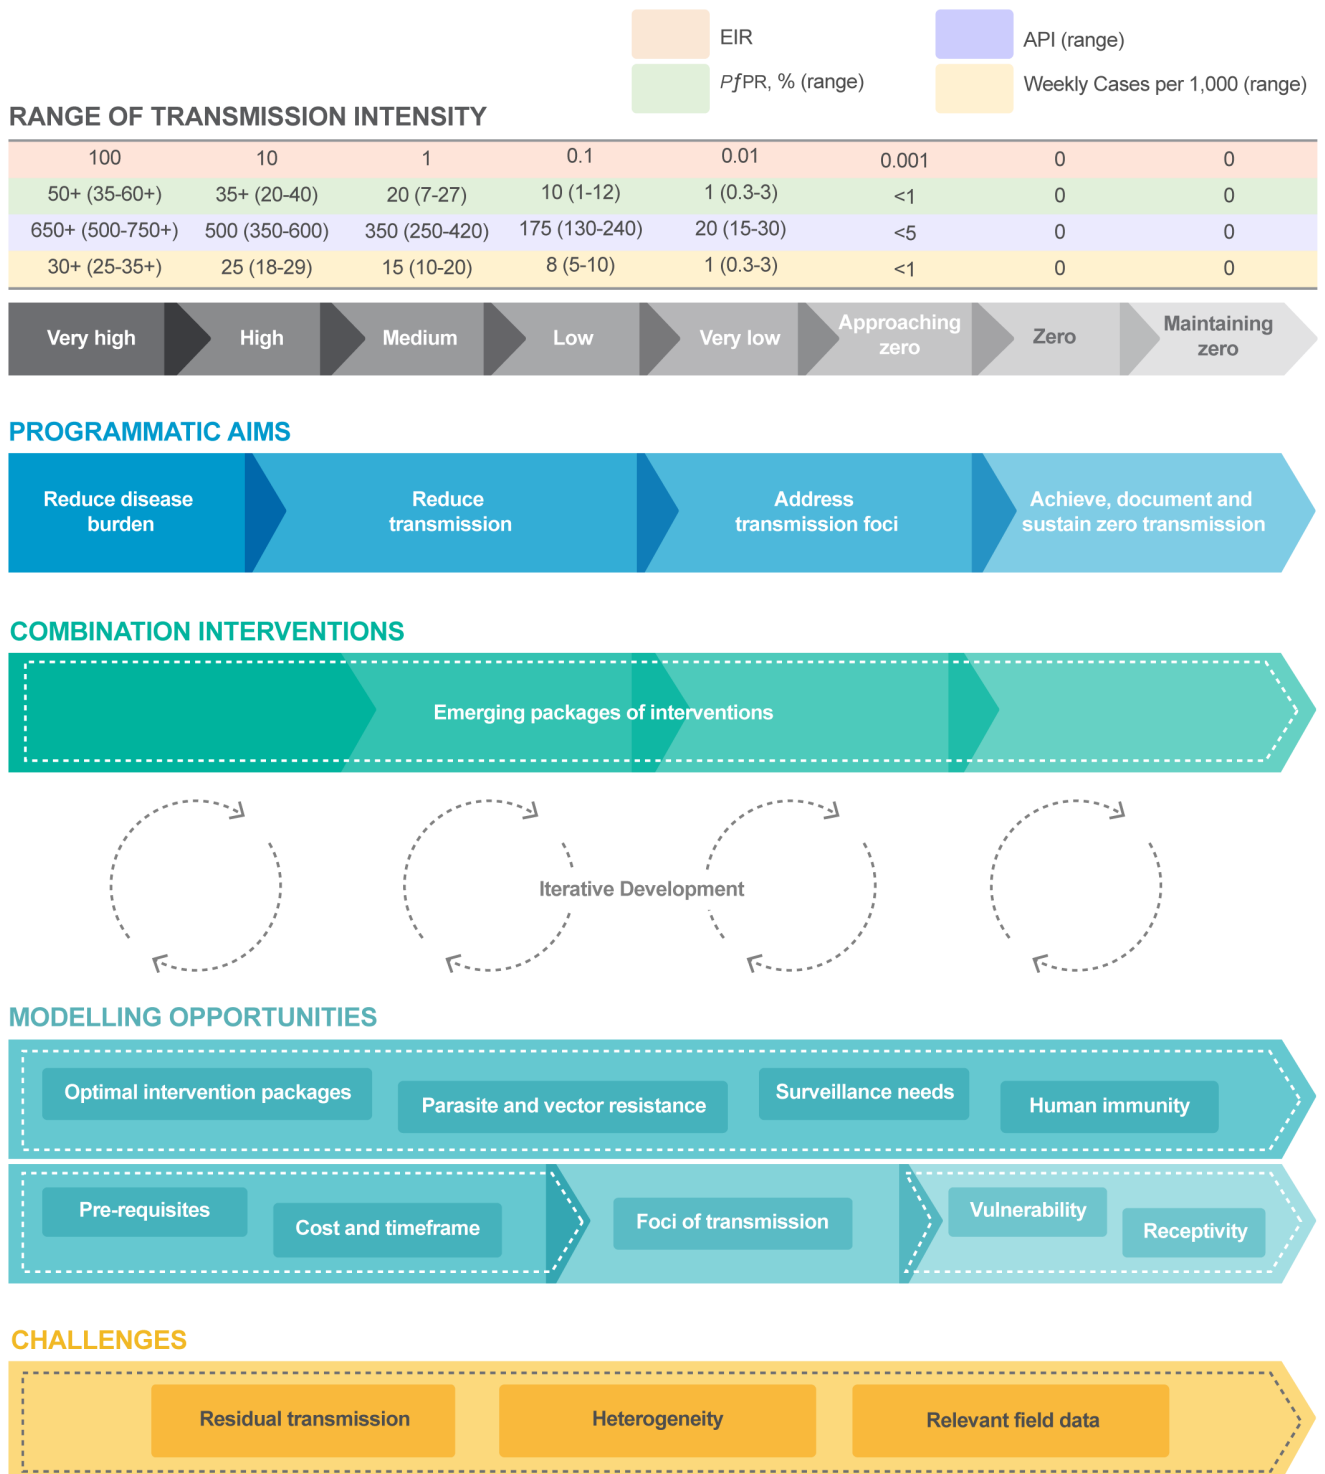 EIR
API (range)
PfPR, % (range)
Weekly Cases per 1,000 (range)
RANGE OF TRANSMISSION INTENSITY
100 10 1 0.1 0.01 0.001 0 0
50+ (35-60+) 35+ (20-40) 20 (7-27) 10 (1-12) 1 (0.3-3) <1 0 0
650+ (500-750+) 500 (350-600) 350 (250-420) 175 (130-240) 20 (15-30) <5 0 0
30+ (25-35+) 25 (18-29) 15 (10-20) 8 (5-10) 1 (0.3-3) <1 0 0
Very high
High
Medium
Low
Very low
Approaching
zero
Zero
Maintaining
zero
PROGRAMMATIC AIMS
Reduce disease
burden
Reduce
transmission
Address
transmission foci
Achieve, document and
sustain zero transmission
COMBINATION INTERVENTIONS
Emerging packages of interventions
Iterative Development
MODELLING OPPORTUNITIES
Optimal intervention packages
Parasite and vector resistance
Surveillance needs
Human immunity
Pre-requisites
Cost and timeframe
Foci of transmission
Vulnerability
Receptivity
CHALLENGES
Residual transmission
Heterogeneity
Relevant field data